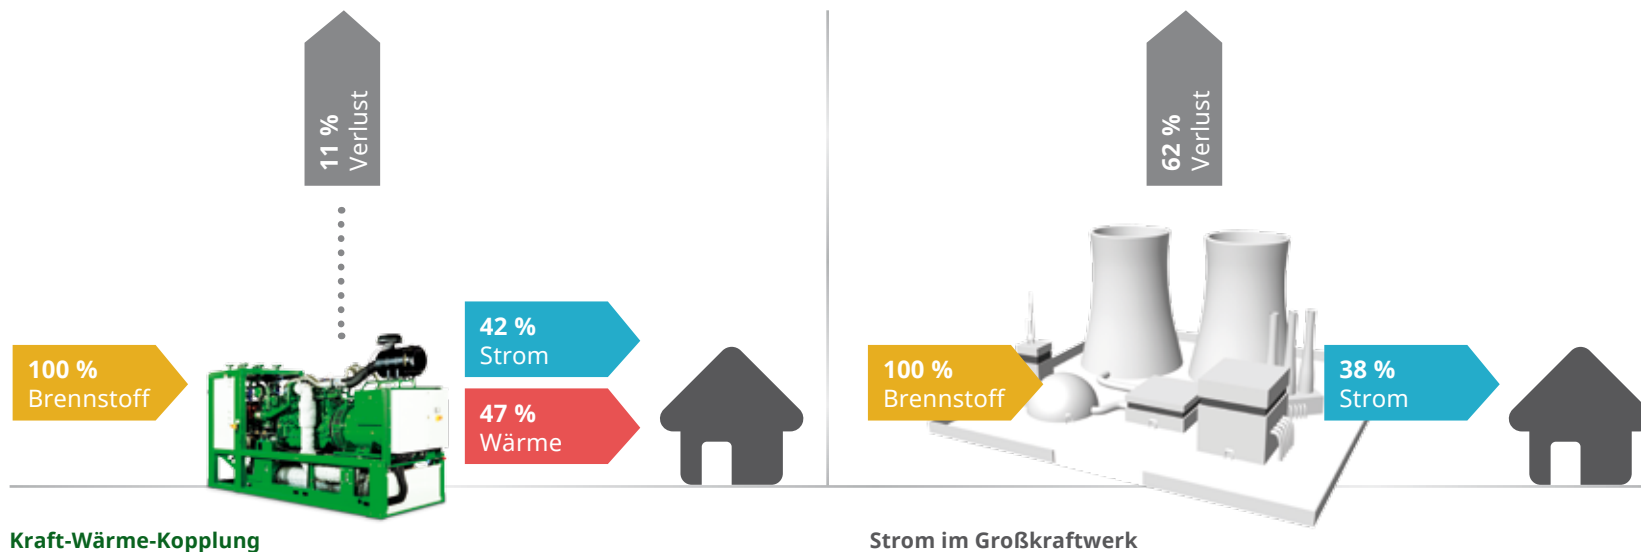 11 %
Verlust
100 %
Brennstoff
42 %
Strom
47 %
Wärme
Kraft-Wärme-Kopplung
62 %
Verlust
100 %
Brennstoff
38 %
Strom
Strom im Großkraftwerk